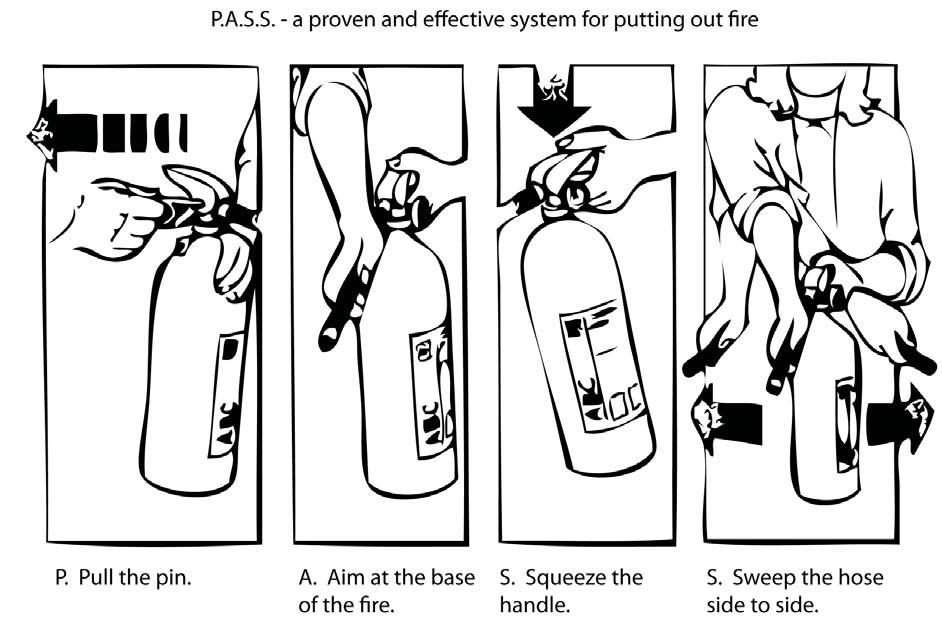 P.A.S.S. - a proven and effective system for putting out fire
ABC
ABC
ABC
P. Pull the pin.
A. Aim at the base
of the fire.
S. Squeeze the
handle.
S. Sweep the hose
side to side.